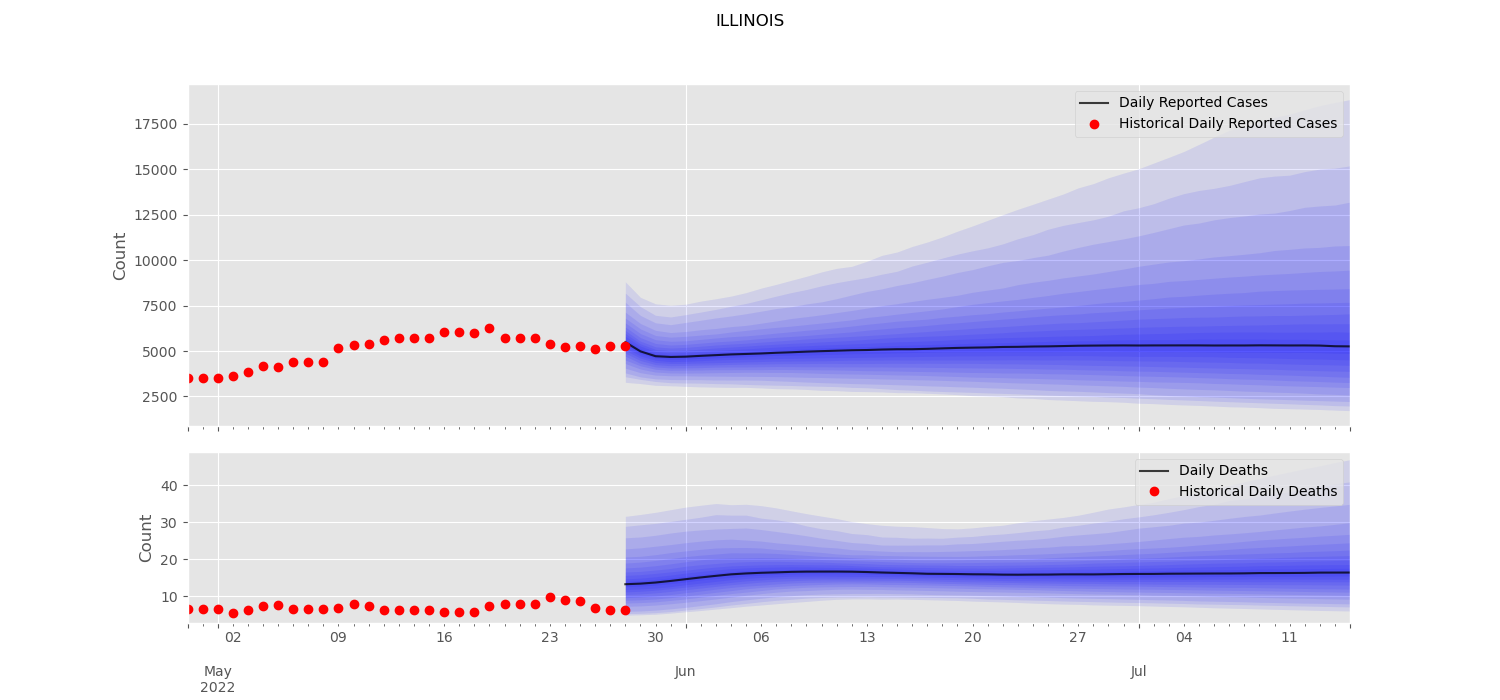 ILLINOIS
Count
17500
15000
12500
10000
7500
5000
2500
Daily Reported Cases
Historical Daily Reported Cases
Count
40
30
20
10
Daily Deaths
Historical Daily Deaths
02 09 16 23 30 06 13 20 27 04 11
May Jun Jul
2022